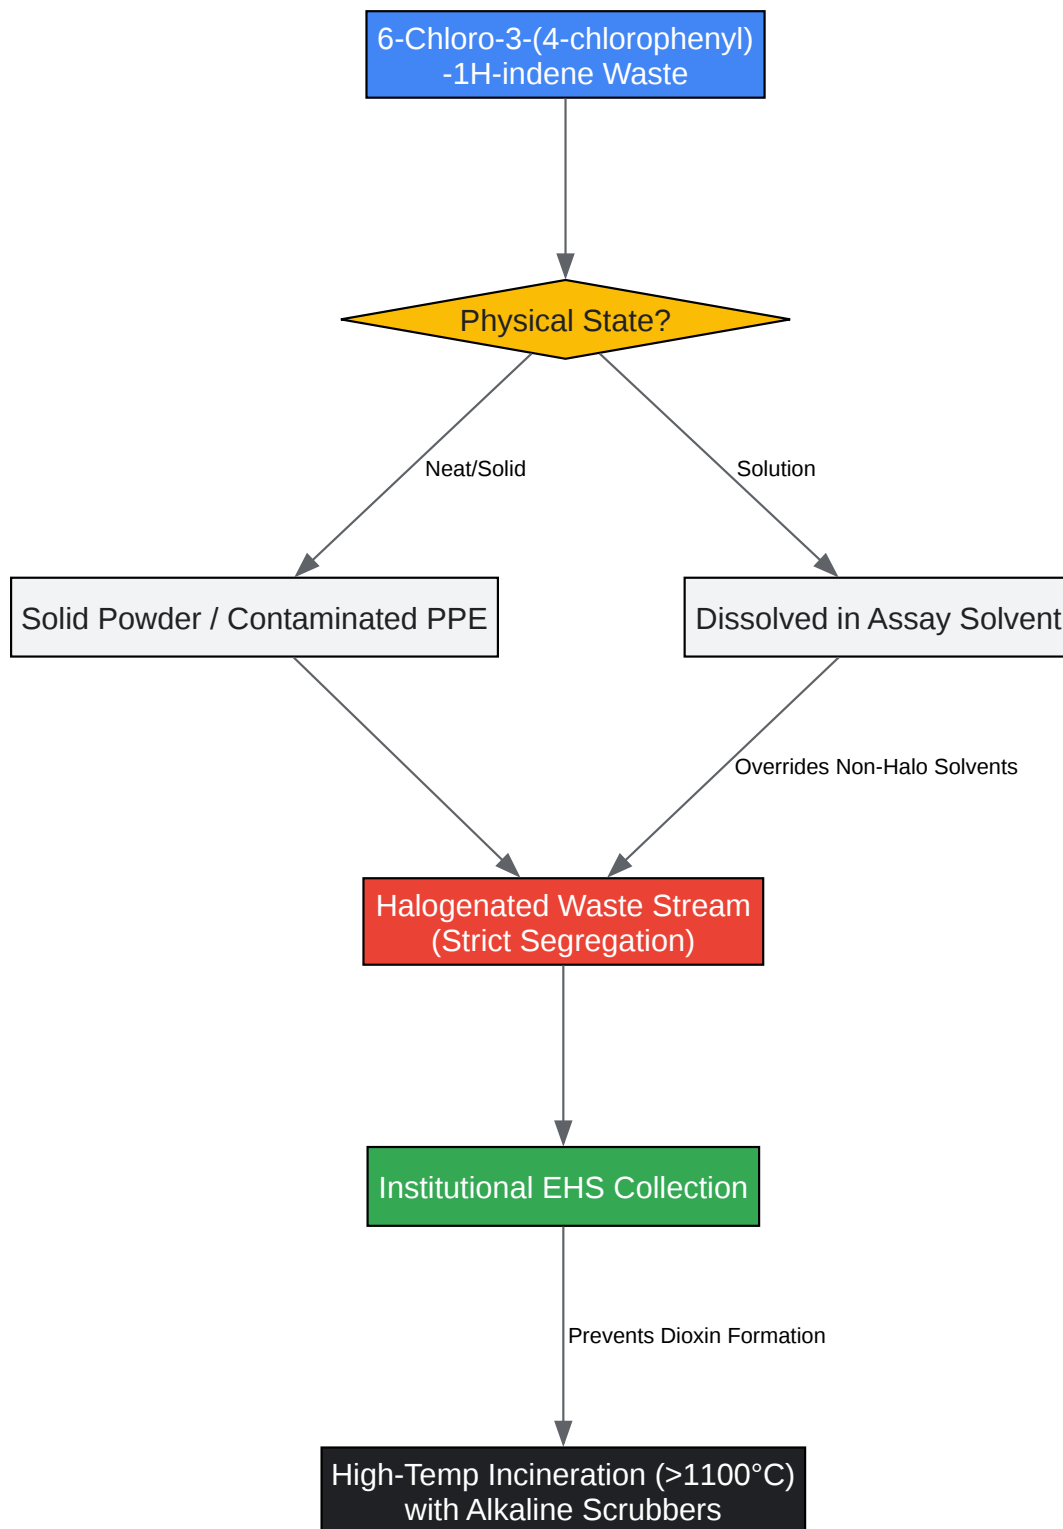 6-Chloro-3-(4-chlorophenyl)
-1H-indene Waste
Physical State?
Neat/Solid
Solution
Solid Powder / Contaminated PPE
Dissolved in Assay Solvent
Overrides Non-Halo Solvents
Halogenated Waste Stream
(Strict Segregation)
Institutional EHS Collection
Prevents Dioxin Formation
High-Temp Incineration (>1100°C)
with Alkaline Scrubbers